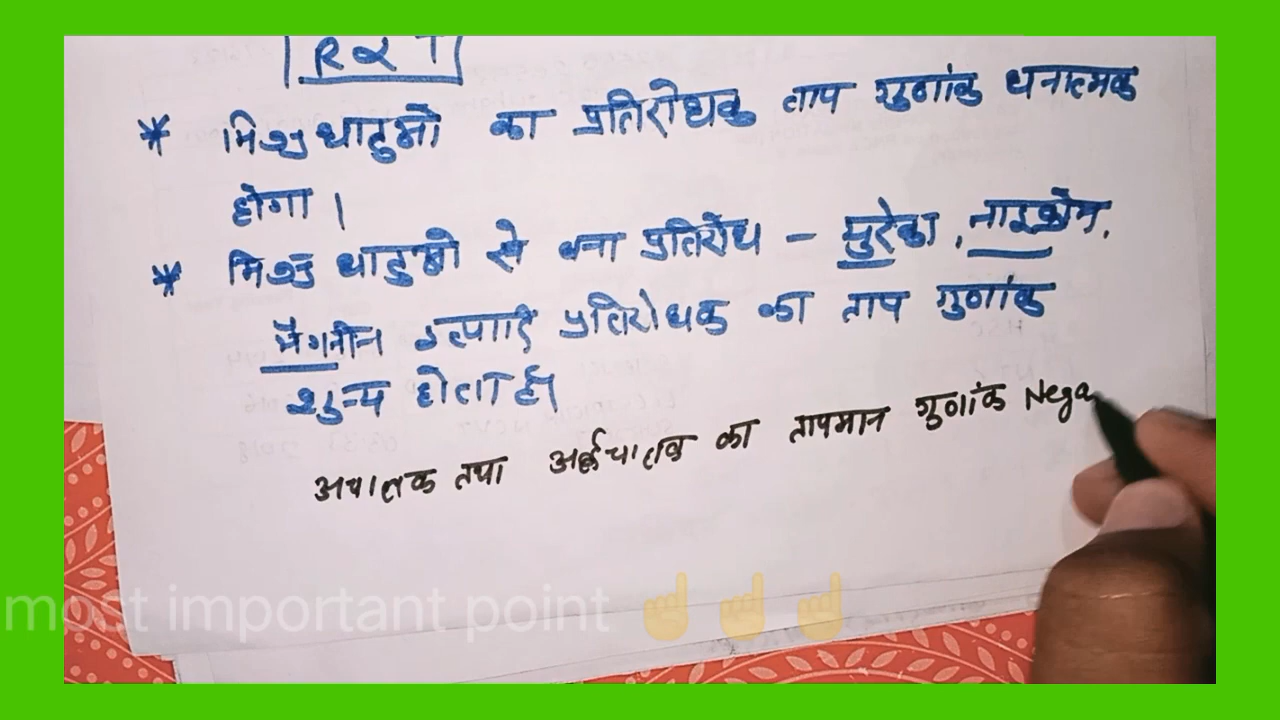 R α T
* मिश्र धातुओ का प्रतिरोधक ताप गुणांक धनात्मक
होगा ।
* मिश्र धातुओ से बना प्रतिरोध - युरेका , नाइक्रोम,
मैगनीन इत्यादि प्रतिरोधक का ताप गुणांक
शुन्य होता है।
अचालक तथा अर्द्धचालक का तापमान गुणांक Nega
most important point ☝☝☝